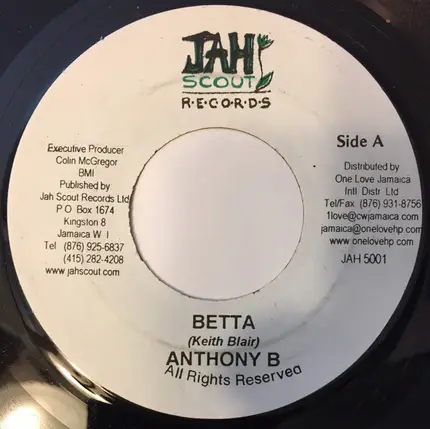 JAH
SCOUT
R·E·C·O·R·D·S
Executive Producer
Colin McGregor
BMI
Published by
Jah Scout Records Ltd
P O Box 1674
Kingston 8
Jamaica W I
Tel (876) 925-6837
(415) 282-4208
www.jahscout.com
Side A
Distributed by
One Love Jamaica
Intl Distr Ltd
Tel/Fax (876) 931-8756
1love@cwjamaica.com
jamaica@onelovehp.com
www.onelovehp.com
JAH 5001
BETTA
(Keith Blair)
ANTHONY B
All Rights Reserved